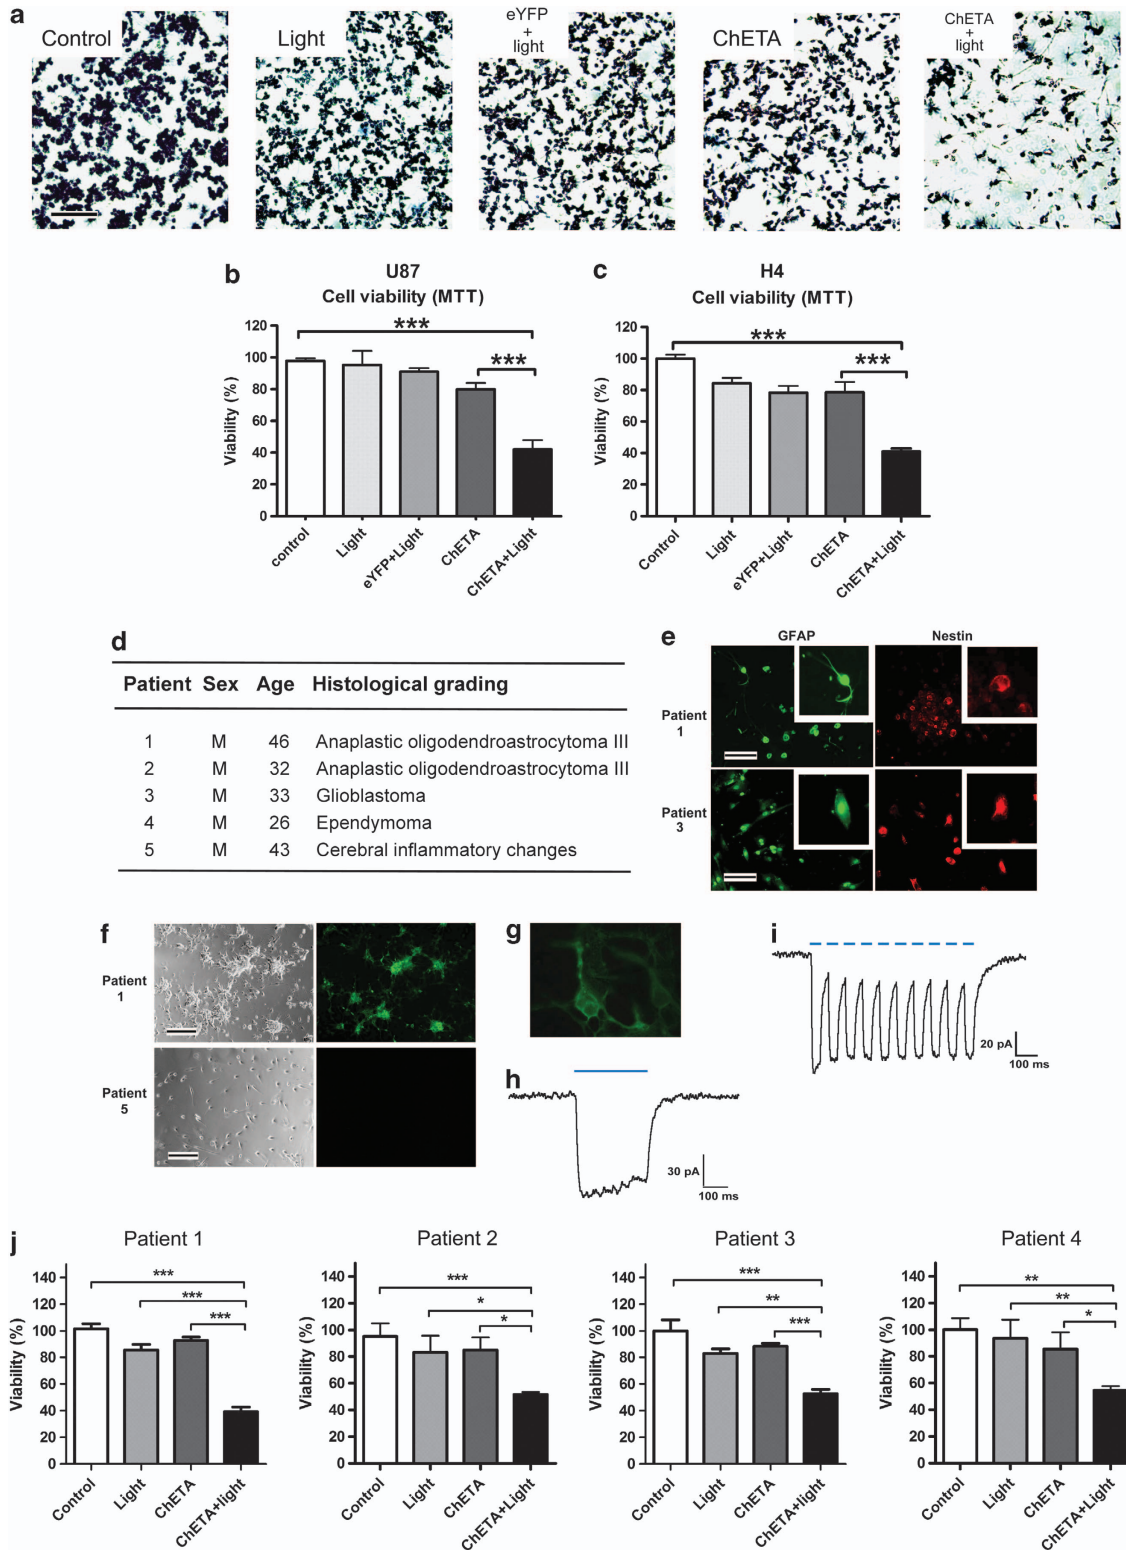 a
Control
Light
eYFP
+
light
ChETA
ChETA
+
light
b
U87
Cell viability (MTT)
***
***
120
100
80
60
40
20
0
Viability (%)
control
Light
eYFP+Light
ChETA
ChETA+Light
c
H4
Cell viability (MTT)
***
***
120
100
80
60
40
20
0
Viability (%)
Control
Light
eYFP+Light
ChETA
ChETA+Light
d
Patient Sex Age Histological grading
1 M 46 Anaplastic oligodendroastrocytoma III
2 M 32 Anaplastic oligodendroastrocytoma III
3 M 33 Glioblastoma
4 M 26 Ependymoma
5 M 43 Cerebral inflammatory changes
e
GFAP
Nestin
Patient
1
Patient
3
f
Patient
1
Patient
5
g
h
30 pA
100 ms
i
20 pA
100 ms
j
Patient 1
***
***
***
140
120
100
80
60
40
20
0
Viability (%)
Control
Light
ChETA
ChETA+light
Patient 2
***
*
*
140
120
100
80
60
40
20
0
Viability (%)
Control
Light
ChETA
ChETA+Light
Patient 3
***
**
***
140
120
100
80
60
40
20
0
Viability (%)
Control
Light
ChETA
ChETA+light
Patient 4
**
**
*
140
120
100
80
60
40
20
0
Viability (%)
Control
Light
ChETA
ChETA+Light